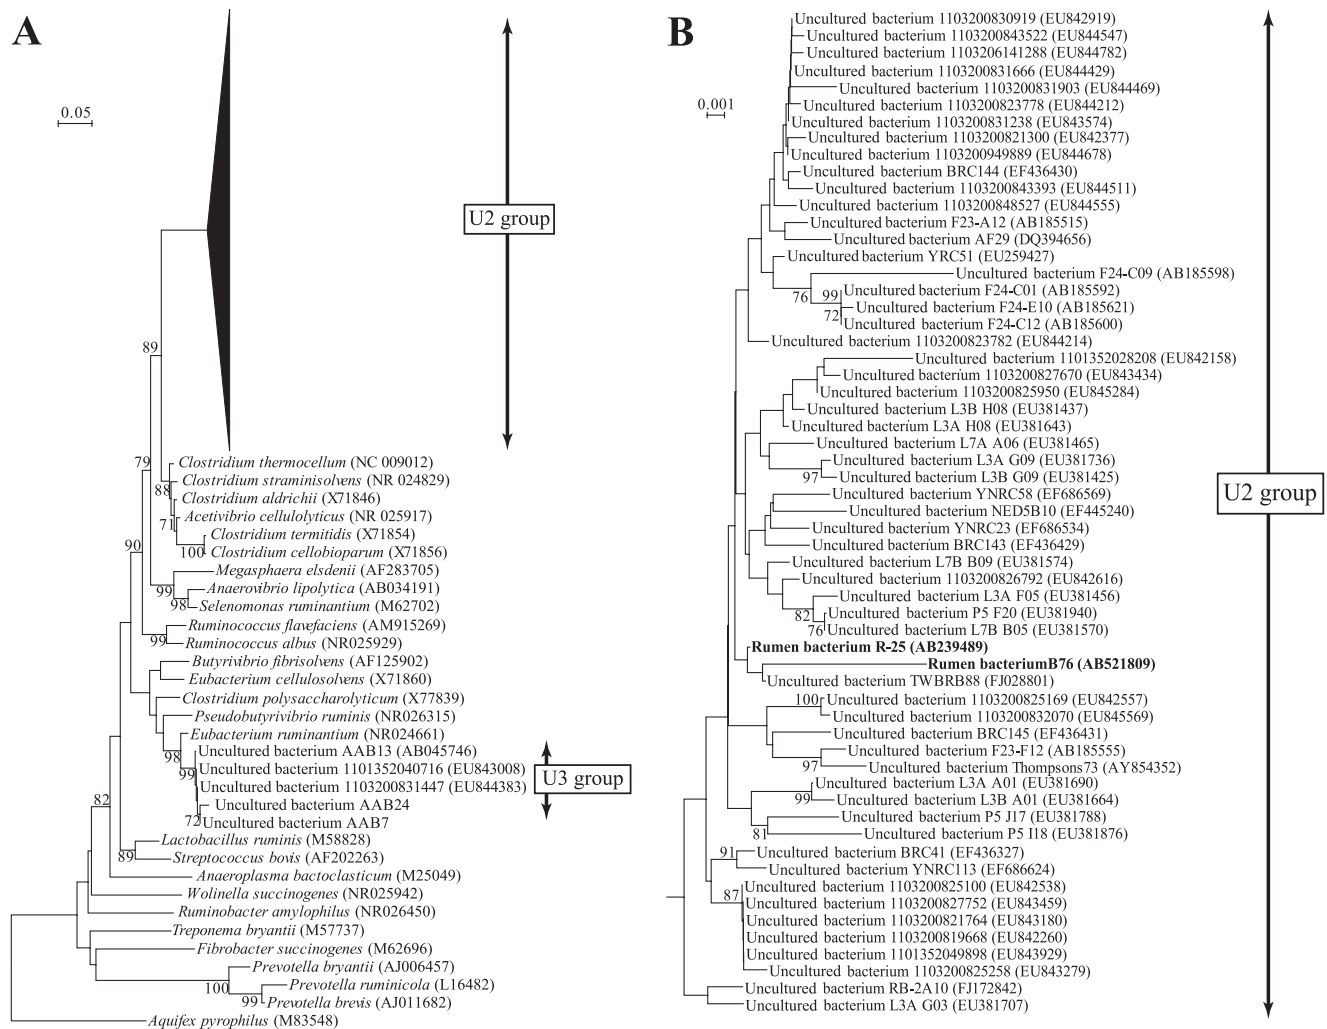 A
0.05
U2 group
89
79
Clostridium thermocellum (NC 009012)
Clostridium straminisolvens (NR 024829)
88
Clostridium aldrichii (X71846)
Acetivibrio cellulolyticus (NR 025917)
71
Clostridium termitidis (X71854)
100
Clostridium cellobioparum (X71856)
90
Megasphaera elsdenii (AF283705)
99
Anaerovibrio lipolytica (AB034191)
98
Selenomonas ruminantium (M62702)
Ruminococcus flavefaciens (AM915269)
99
Ruminococcus albus (NR025929)
Butyrivibrio fibrisolvens (AF125902)
Eubacterium cellulosolvens (X71860)
Clostridium polysaccharolyticum (X77839)
Pseudobutyrivibrio ruminis (NR026315)
Eubacterium ruminantium (NR024661)
98
Uncultured bacterium AAB13 (AB045746)
99
Uncultured bacterium 1101352040716 (EU843008)
Uncultured bacterium 1103200831447 (EU844383)
U3 group
Uncultured bacterium AAB24
72
Uncultured bacterium AAB7
82
Lactobacillus ruminis (M58828)
89
Streptococcus bovis (AF202263)
Anaeroplasma bactoclasticum (M25049)
Wolinella succinogenes (NR025942)
Ruminobacter amylophilus (NR026450)
Treponema bryantii (M57737)
Fibrobacter succinogenes (M62696)
Prevotella bryantii (AJ006457)
100
Prevotella ruminicola (L16482)
99
Prevotella brevis (AJ011682)
Aquifex pyrophilus (M83548)
B
0.001
Uncultured bacterium 1103200830919 (EU842919)
Uncultured bacterium 1103200843522 (EU844547)
Uncultured bacterium 1103206141288 (EU844782)
Uncultured bacterium 1103200831666 (EU844429)
Uncultured bacterium 1103200831903 (EU844469)
Uncultured bacterium 1103200823778 (EU844212)
Uncultured bacterium 1103200831238 (EU843574)
Uncultured bacterium 1103200821300 (EU842377)
Uncultured bacterium 1103200949889 (EU844678)
Uncultured bacterium BRC144 (EF436430)
Uncultured bacterium 1103200843393 (EU844511)
Uncultured bacterium 1103200848527 (EU844555)
Uncultured bacterium F23-A12 (AB185515)
Uncultured bacterium AF29 (DQ394656)
Uncultured bacterium YRC51 (EU259427)
Uncultured bacterium F24-C09 (AB185598)
76
99
Uncultured bacterium F24-C01 (AB185592)
Uncultured bacterium F24-E10 (AB185621)
72
Uncultured bacterium F24-C12 (AB185600)
Uncultured bacterium 1103200823782 (EU844214)
Uncultured bacterium 1101352028208 (EU842158)
Uncultured bacterium 1103200827670 (EU843434)
Uncultured bacterium 1103200825950 (EU845284)
Uncultured bacterium L3B H08 (EU381437)
Uncultured bacterium L3A H08 (EU381643)
Uncultured bacterium L7A A06 (EU381465)
Uncultured bacterium L3A G09 (EU381736)
97
Uncultured bacterium L3B G09 (EU381425)
Uncultured bacterium YNRC58 (EF686569)
U2 group
Uncultured bacterium NED5B10 (EF445240)
Uncultured bacterium YNRC23 (EF686534)
Uncultured bacterium BRC143 (EF436429)
Uncultured bacterium L7B B09 (EU381574)
Uncultured bacterium 1103200826792 (EU842616)
Uncultured bacterium L3A F05 (EU381456)
82
Uncultured bacterium P5 F20 (EU381940)
76
Uncultured bacterium L7B B05 (EU381570)
Rumen bacterium R-25 (AB239489)
Rumen bacteriumB76 (AB521809)
Uncultured bacterium TWBRB88 (FJ028801)
100
Uncultured bacterium 1103200825169 (EU842557)
Uncultured bacterium 1103200832070 (EU845569)
Uncultured bacterium BRC145 (EF436431)
Uncultured bacterium F23-F12 (AB185555)
97
Uncultured bacterium Thompsons73 (AY854352)
Uncultured bacterium L3A A01 (EU381690)
99
Uncultured bacterium L3B A01 (EU381664)
Uncultured bacterium P5 J17 (EU381788)
81
Uncultured bacterium P5 I18 (EU381876)
91
Uncultured bacterium BRC41 (EF436327)
Uncultured bacterium YNRC113 (EF686624)
87
Uncultured bacterium 1103200825100 (EU842538)
Uncultured bacterium 1103200827752 (EU843459)
Uncultured bacterium 1103200821764 (EU843180)
Uncultured bacterium 1103200819668 (EU842260)
Uncultured bacterium 1101352049898 (EU843929)
Uncultured bacterium 1103200825258 (EU843279)
Uncultured bacterium RB-2A10 (FJ172842)
Uncultured bacterium L3A G03 (EU381707)